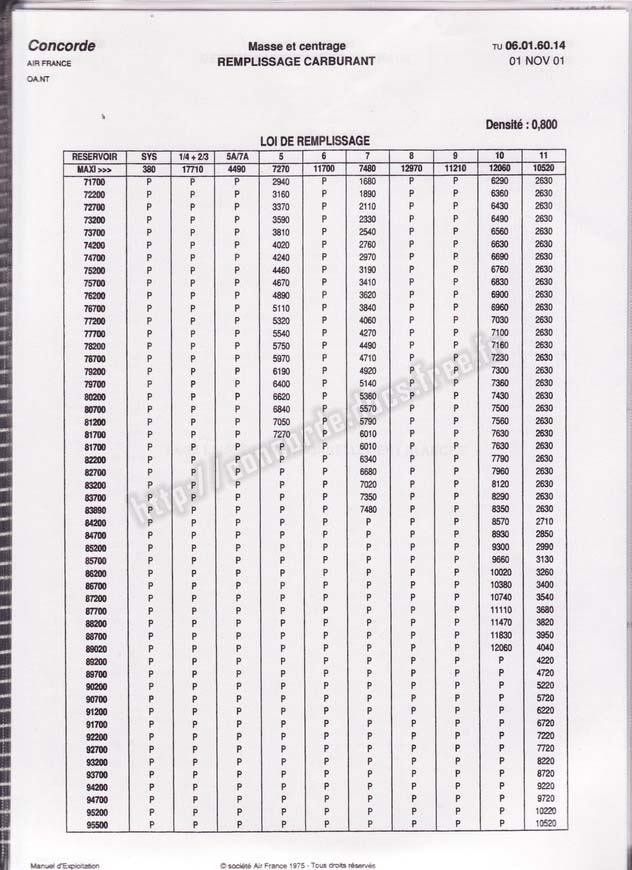 Concorde
AIR FRANCE
OA.NT
Masse et centrage
REMPLISSAGE CARBURANT
TU 06.01.60.14
01 NOV 01
Densité : 0,800
LOI DE REMPLISSAGE
RESERVOIR SYS 1/4 + 2/3 5A/7A 5 6 7 8 9 10 11
MAXI >>> 380 17710 4490 7270 11700 7480 12970 11210 12060 10520
71700 P P P 2940 P 1680 P P 6290 2630
72200 P P P 3160 P 1890 P P 6360 2630
72700 P P P 3370 P 2110 P P 6430 2630
73200 P P P 3590 P 2330 P P 6490 2630
73700 P P P 3810 P 2540 P P 6560 2630
74200 P P P 4020 P 2760 P P 6630 2630
74700 P P P 4240 P 2970 P P 6690 2630
75200 P P P 4460 P 3190 P P 6760 2630
75700 P P P 4670 P 3410 P P 6830 2630
76200 P P P 4890 P 3620 P P 6900 2630
76700 P P P 5110 P 3840 P P 6960 2630
77200 P P P 5320 P 4060 P P 7030 2630
77700 P P P 5540 P 4270 P P 7100 2630
78200 P P P 5750 P 4490 P P 7160 2630
78700 P P P 5970 P 4710 P P 7230 2630
79200 P P P 6190 P 4920 P P 7300 2630
79700 P P P 6400 P 5140 P P 7360 2630
80200 P P P 6620 P 5360 P P 7430 2630
80700 P P P 6840 P 5570 P P 7500 2630
81200 P P P 7050 P 5790 P P 7560 2630
81700 P P P 7270 P 6010 P P 7630 2630
81700 P P P P P 6010 P P 7630 2630
82200 P P P P P 6340 P P 7790 2630
82700 P P P P P 6680 P P 7960 2630
83200 P P P P P 7020 P P 8120 2630
83700 P P P P P 7350 P P 8290 2630
83890 P P P P P 7480 P P 8350 2630
84200 P P P P P P P P 8570 2710
84700 P P P P P P P P 8930 2850
85200 P P P P P P P P 9300 2990
85700 P P P P P P P P 9660 3130
86200 P P P P P P P P 10020 3260
86700 P P P P P P P P 10380 3400
87200 P P P P P P P P 10740 3540
87700 P P P P P P P P 11110 3680
88200 P P P P P P P P 11470 3820
88700 P P P P P P P P 11830 3950
89020 P P P P P P P P 12060 4040
89200 P P P P P P P P P 4220
89700 P P P P P P P P P 4720
90200 P P P P P P P P P 5220
90700 P P P P P P P P P 5720
91200 P P P P P P P P P 6220
91700 P P P P P P P P P 6720
92200 P P P P P P P P P 7220
92700 P P P P P P P P P 7720
93200 P P P P P P P P P 8220
93700 P P P P P P P P P 8720
94200 P P P P P P P P P 9220
94700 P P P P P P P P P 9720
95200 P P P P P P P P P 10220
95500 P P P P P P P P P 10520
http://concorde.docs.free.fr
Manuel d'Exploitation
© société Air France 1975 - Tous droits réservés